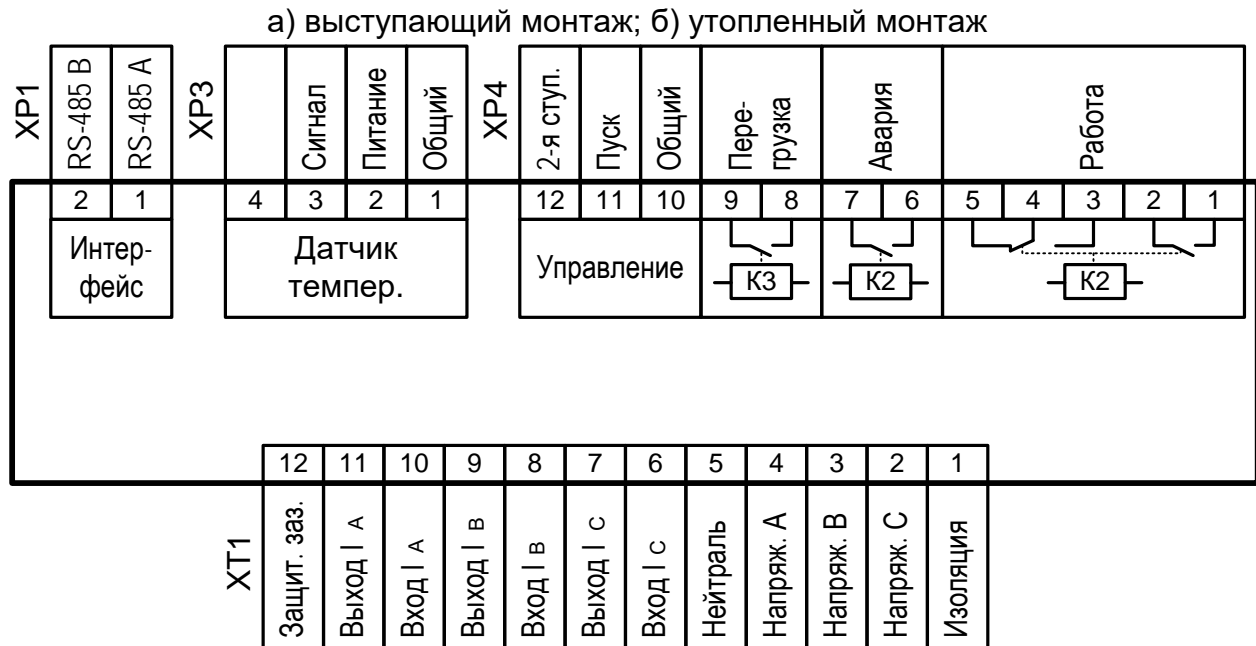 а) выступающий монтаж; б) утопленный монтаж
XP1
RS-485 B
RS-485 A
XP3
Сигнал
Питание
Общий
XP4
2-я ступ.
Пуск
Общий
Пере-
грузка
Авария
Работа
2 1
4 3 2 1
12 11 10 9 8 7 6 5 4 3 2 1
Интер-
фейс
Датчик
темпер.
Управление
К3
К2
К2
12 11 10 9 8 7 6 5 4 3 2 1
XT1
Защит. заз.
Выход I A
Вход I A
Выход I B
Вход I B
Выход I C
Вход I C
Нейтраль
Напряж. A
Напряж. B
Напряж. C
Изоляция